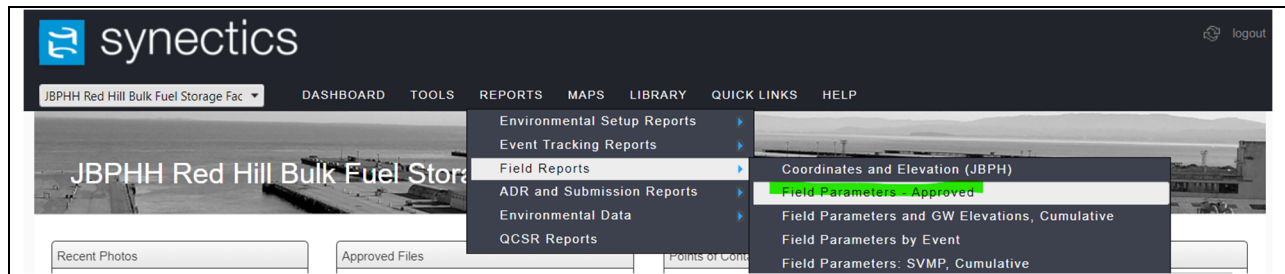 synectics
logout
JBPHH Red Hill Bulk Fuel Storage Fac
DASHBOARD TOOLS REPORTS MAPS LIBRARY QUICK LINKS HELP
Environmental Setup Reports
Event Tracking Reports
Field Reports
ADR and Submission Reports
Environmental Data
QCSR Reports
Coordinates and Elevation (JBPH)
Field Parameters - Approved
Field Parameters and GW Elevations, Cumulative
Field Parameters by Event
Field Parameters: SVMP, Cumulative
JBPHH Red Hill Bulk Fuel Stora
Recent Photos
Approved Files
Points of Conta